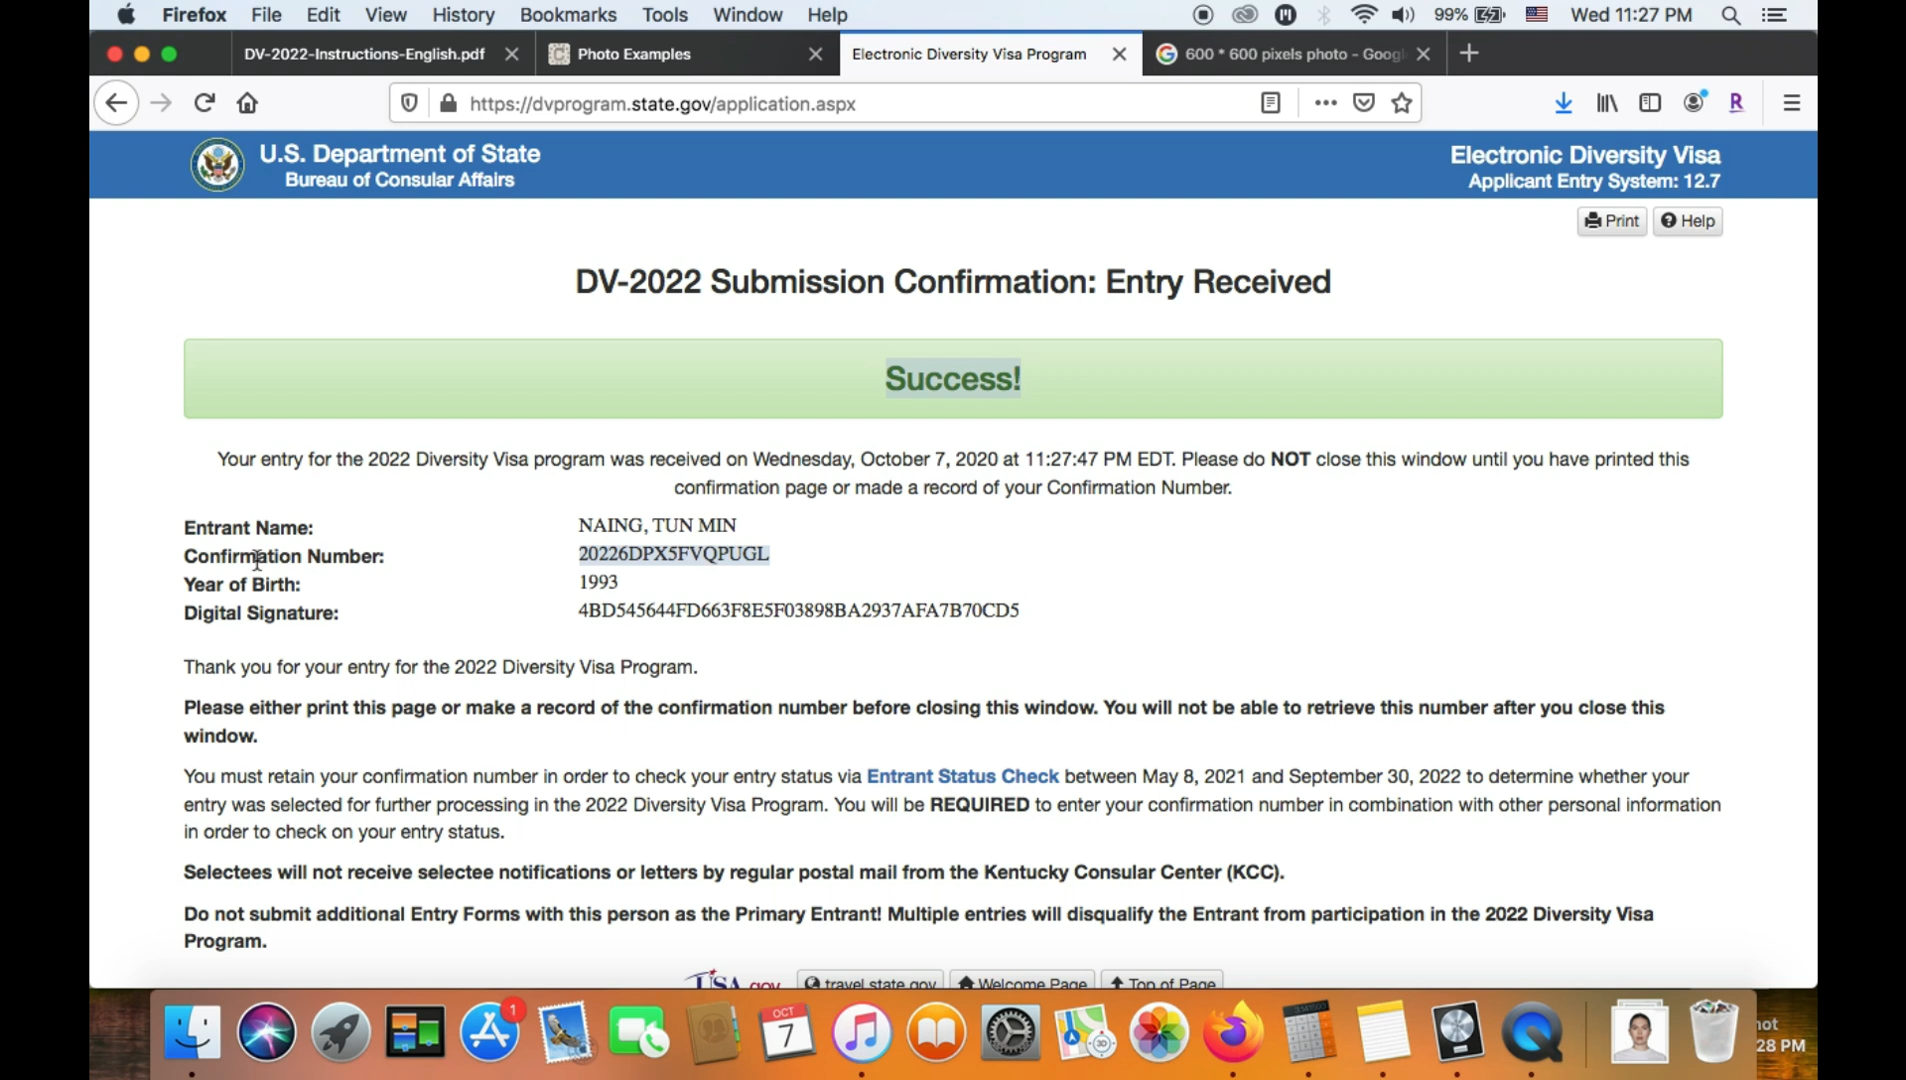 Firefox File Edit View History Bookmarks Tools Window Help 99% Wed 11:27 PM
DV-2022-Instructions-English.pdf Photo Examples Electronic Diversity Visa Program 600 * 600 pixels photo - Googl
https://dvprogram.state.gov/application.aspx
U.S. Department of State
Bureau of Consular Affairs
Electronic Diversity Visa
Applicant Entry System: 12.7
Print Help
DV-2022 Submission Confirmation: Entry Received
Success!
Your entry for the 2022 Diversity Visa program was received on Wednesday, October 7, 2020 at 11:27:47 PM EDT. Please do NOT close this window until you have printed this
confirmation page or made a record of your Confirmation Number.
Entrant Name: NAING, TUN MIN
Confirmation Number: 20226DPX5FVQPUGL
Year of Birth: 1993
Digital Signature: 4BD545644FD663F8E5F03898BA2937AFA7B70CD5
Thank you for your entry for the 2022 Diversity Visa Program.
Please either print this page or make a record of the confirmation number before closing this window. You will not be able to retrieve this number after you close this
window.
You must retain your confirmation number in order to check your entry status via Entrant Status Check between May 8, 2021 and September 30, 2022 to determine whether your
entry was selected for further processing in the 2022 Diversity Visa Program. You will be REQUIRED to enter your confirmation number in combination with other personal information
in order to check on your entry status.
Selectees will not receive selectee notifications or letters by regular postal mail from the Kentucky Consular Center (KCC).
Do not submit additional Entry Forms with this person as the Primary Entrant! Multiple entries will disqualify the Entrant from participation in the 2022 Diversity Visa
Program.
USA.gov travel.state.gov Welcome Page Top of Page
1
OCT
7
3D